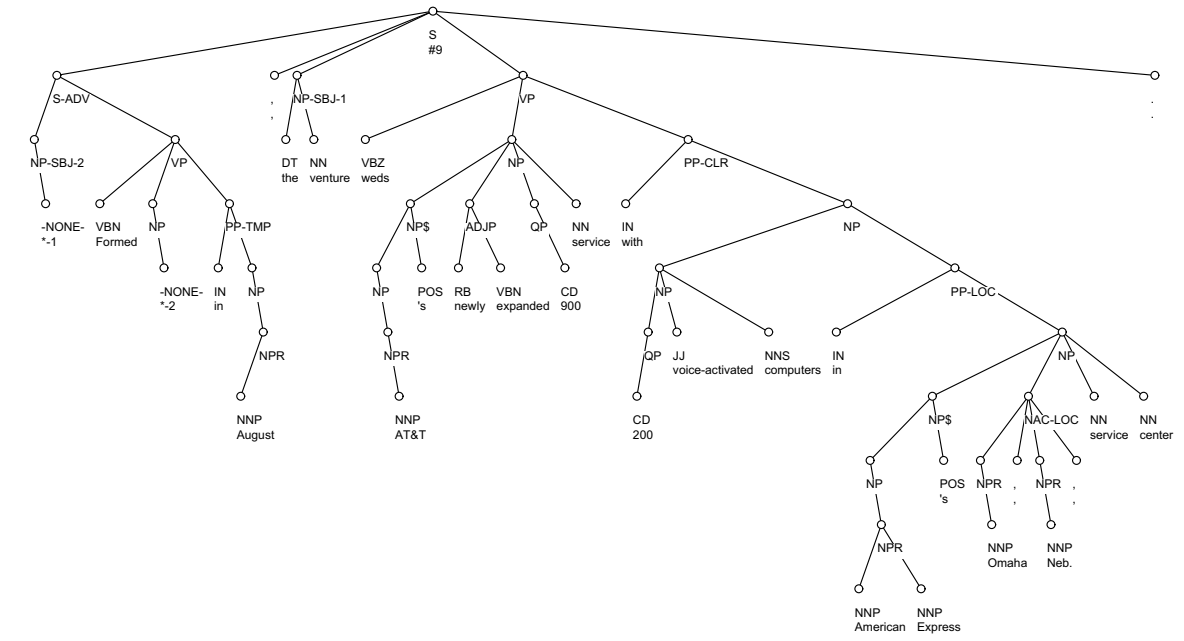 S
#9
S-ADV , NP-SBJ-1 VP .
, .
NP-SBJ-2 VP DT NN VBZ NP PP-CLR
the venture weds
-NONE- VBN NP PP-TMP NP$ ADJP QP NN IN NP
*-1 Formed service with
-NONE- IN NP NP POS RB VBN CD NP PP-LOC
*-2 in 's newly expanded 900
NPR NPR QP JJ NNS IN NP
voice-activated computers in
NNP NNP CD NP$ NAC-LOC NN NN
August AT&T 200 service center
NP POS NPR , NPR ,
's , ,
NPR NNP NNP
Omaha Neb.
NNP NNP
American Express